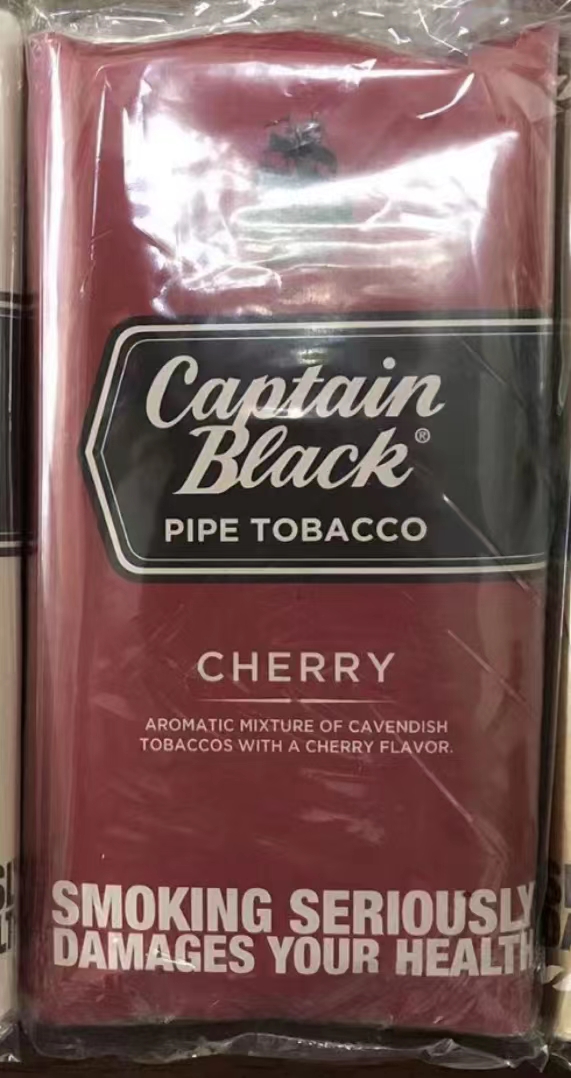 Captain
Black®
PIPE TOBACCO
CHERRY
AROMATIC MIXTURE OF CAVENDISH
TOBACCOS WITH A CHERRY FLAVOR.
SMOKING SERIOUSLY
DAMAGES YOUR HEALTH